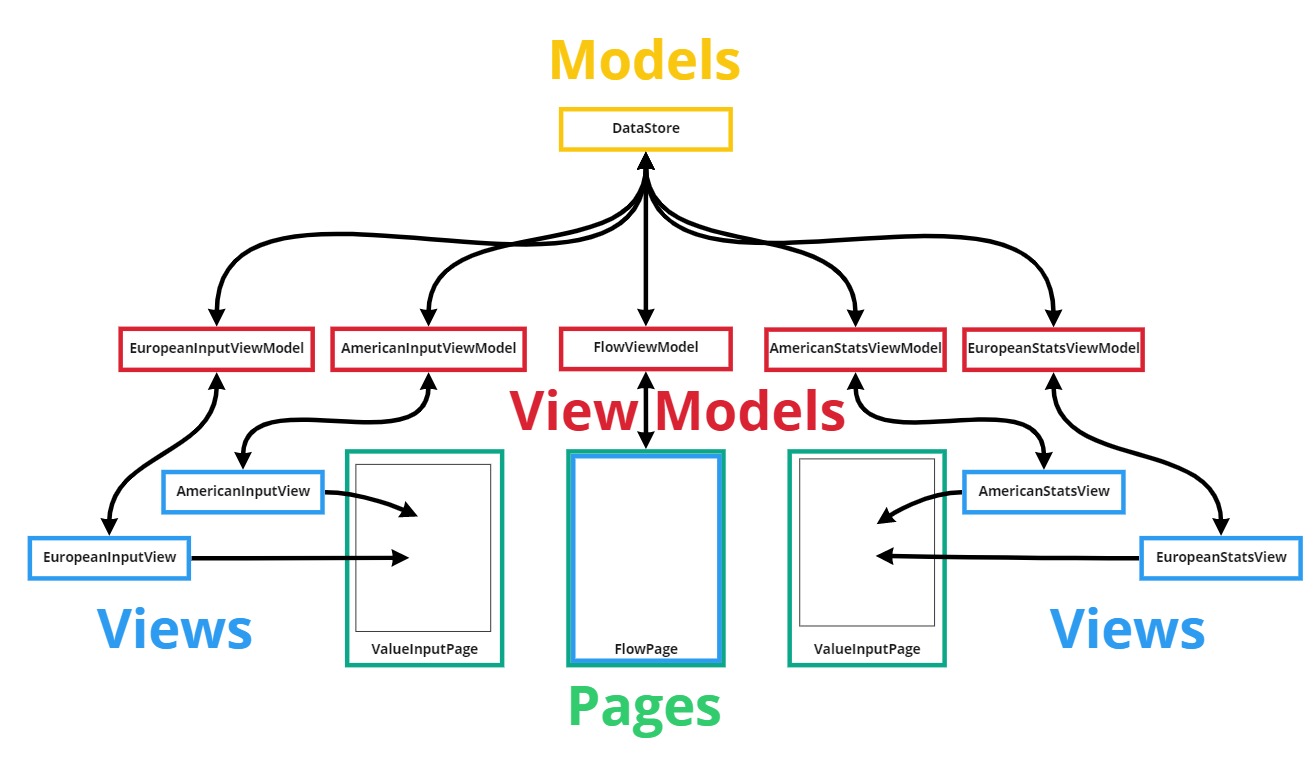 Models
DataStore
EuropeanInputViewModel
AmericanInputViewModel
FlowViewModel
AmericanStatsViewModel
EuropeanStatsViewModel
View Models
AmericanInputView
AmericanStatsView
EuropeanInputView
EuropeanStatsView
Views
Views
ValueInputPage
FlowPage
ValueInputPage
Pages